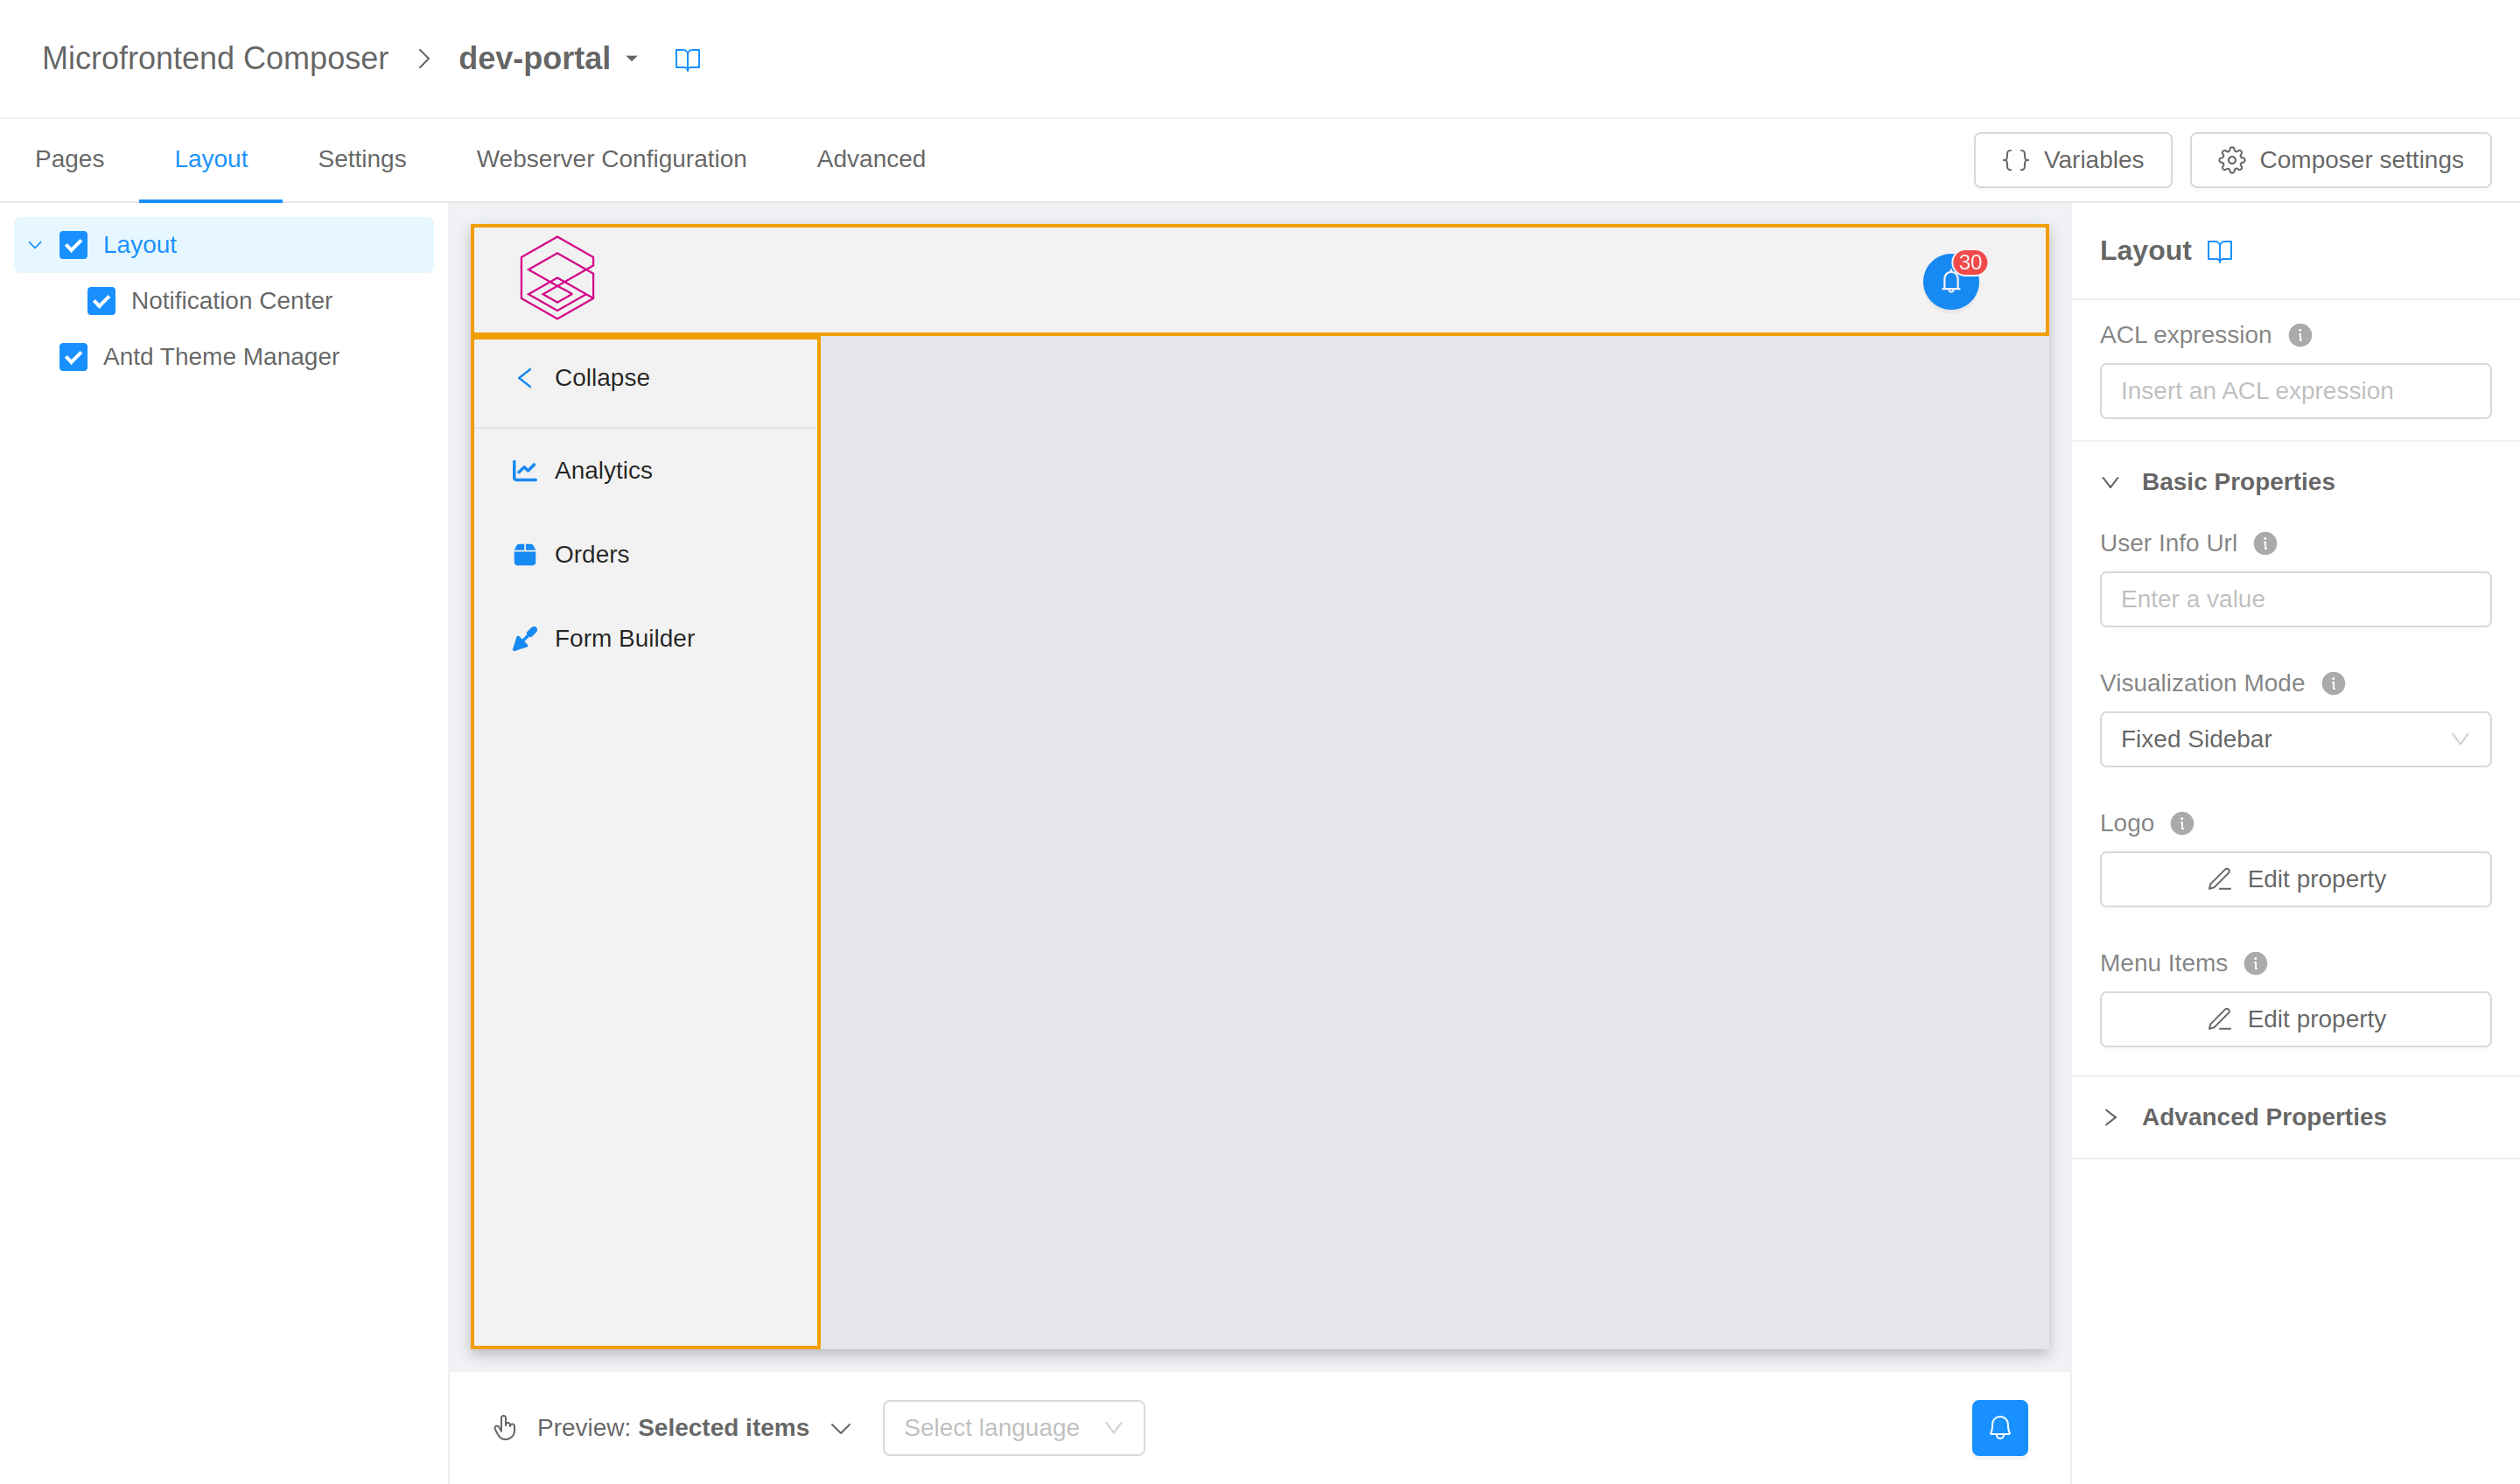 Microfrontend Composer dev-portal
Pages Layout Settings Webserver Configuration Advanced Variables Composer settings
Layout
Notification Center
Antd Theme Manager
30
Collapse
Analytics
Orders
Form Builder
Preview: Selected items Select language
Layout
ACL expression
Insert an ACL expression
Basic Properties
User Info Url
Enter a value
Visualization Mode
Fixed Sidebar
Logo
Edit property
Menu Items
Edit property
Advanced Properties